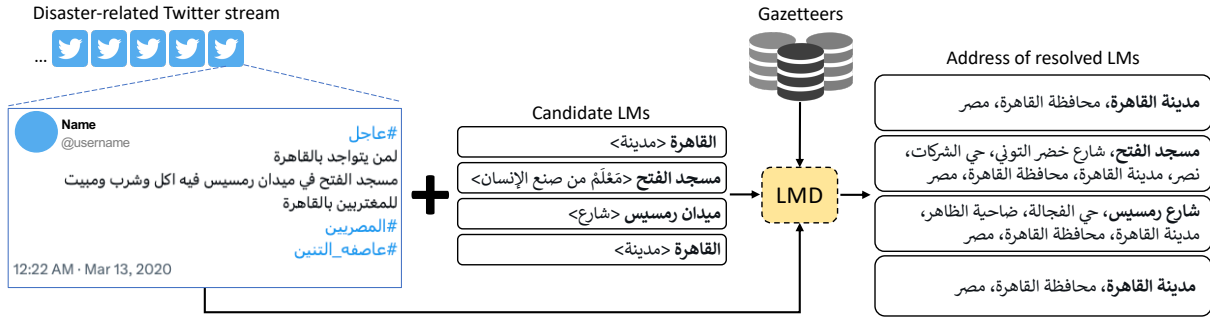 Disaster-related Twitter stream
...
Name
@username
#عاجل
لمن يتواجد بالقاهرة
مسجد الفتح في ميدان رمسيس فيه اكل وشرب ومبيت
للمغتربين بالقاهرة
#المصريين
#عاصفه_التنين
12:22 AM · Mar 13, 2020
Candidate LMs
القاهرة <مدينة>
مسجد الفتح <مَعْلَمْ من صنع الإنسان>
ميدان رمسيس <شارع>
القاهرة <مدينة>
Gazetteers
LMD
Address of resolved LMs
مدينة القاهرة، محافظة القاهرة، مصر
مسجد الفتح، شارع خضر التوني، حي الشركات،
نصر، مدينة القاهرة، محافظة القاهرة، مصر
شارع رمسيس، حي الفجالة، ضاحية الظاهر،
مدينة القاهرة، محافظة القاهرة، مصر
مدينة القاهرة، محافظة القاهرة، مصر